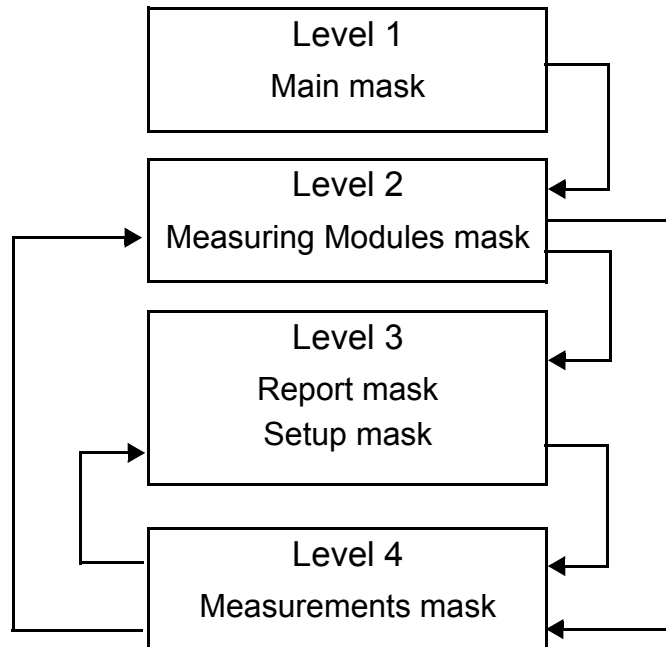 Level 1
Main mask
Level 2
Measuring Modules mask
Level 3
Report mask
Setup mask
Level 4
Measurements mask